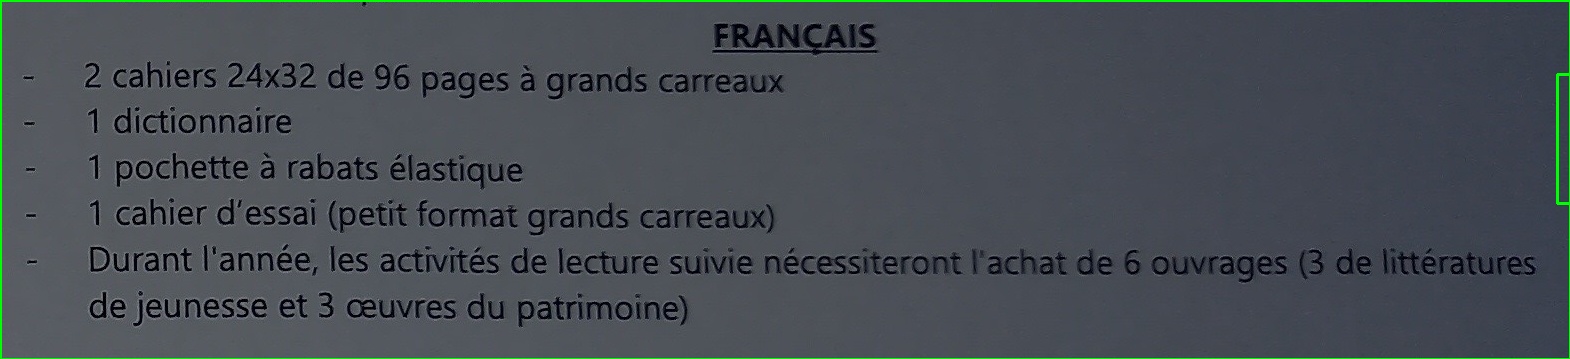 FRANÇAIS
- 2 cahiers 24x32 de 96 pages à grands carreaux
- 1 dictionnaire
- 1 pochette à rabats élastique
- 1 cahier d'essai (petit format grands carreaux)
- Durant l'année, les activités de lecture suivie nécessiteront l'achat de 6 ouvrages (3 de littératures
de jeunesse et 3 œuvres du patrimoine)